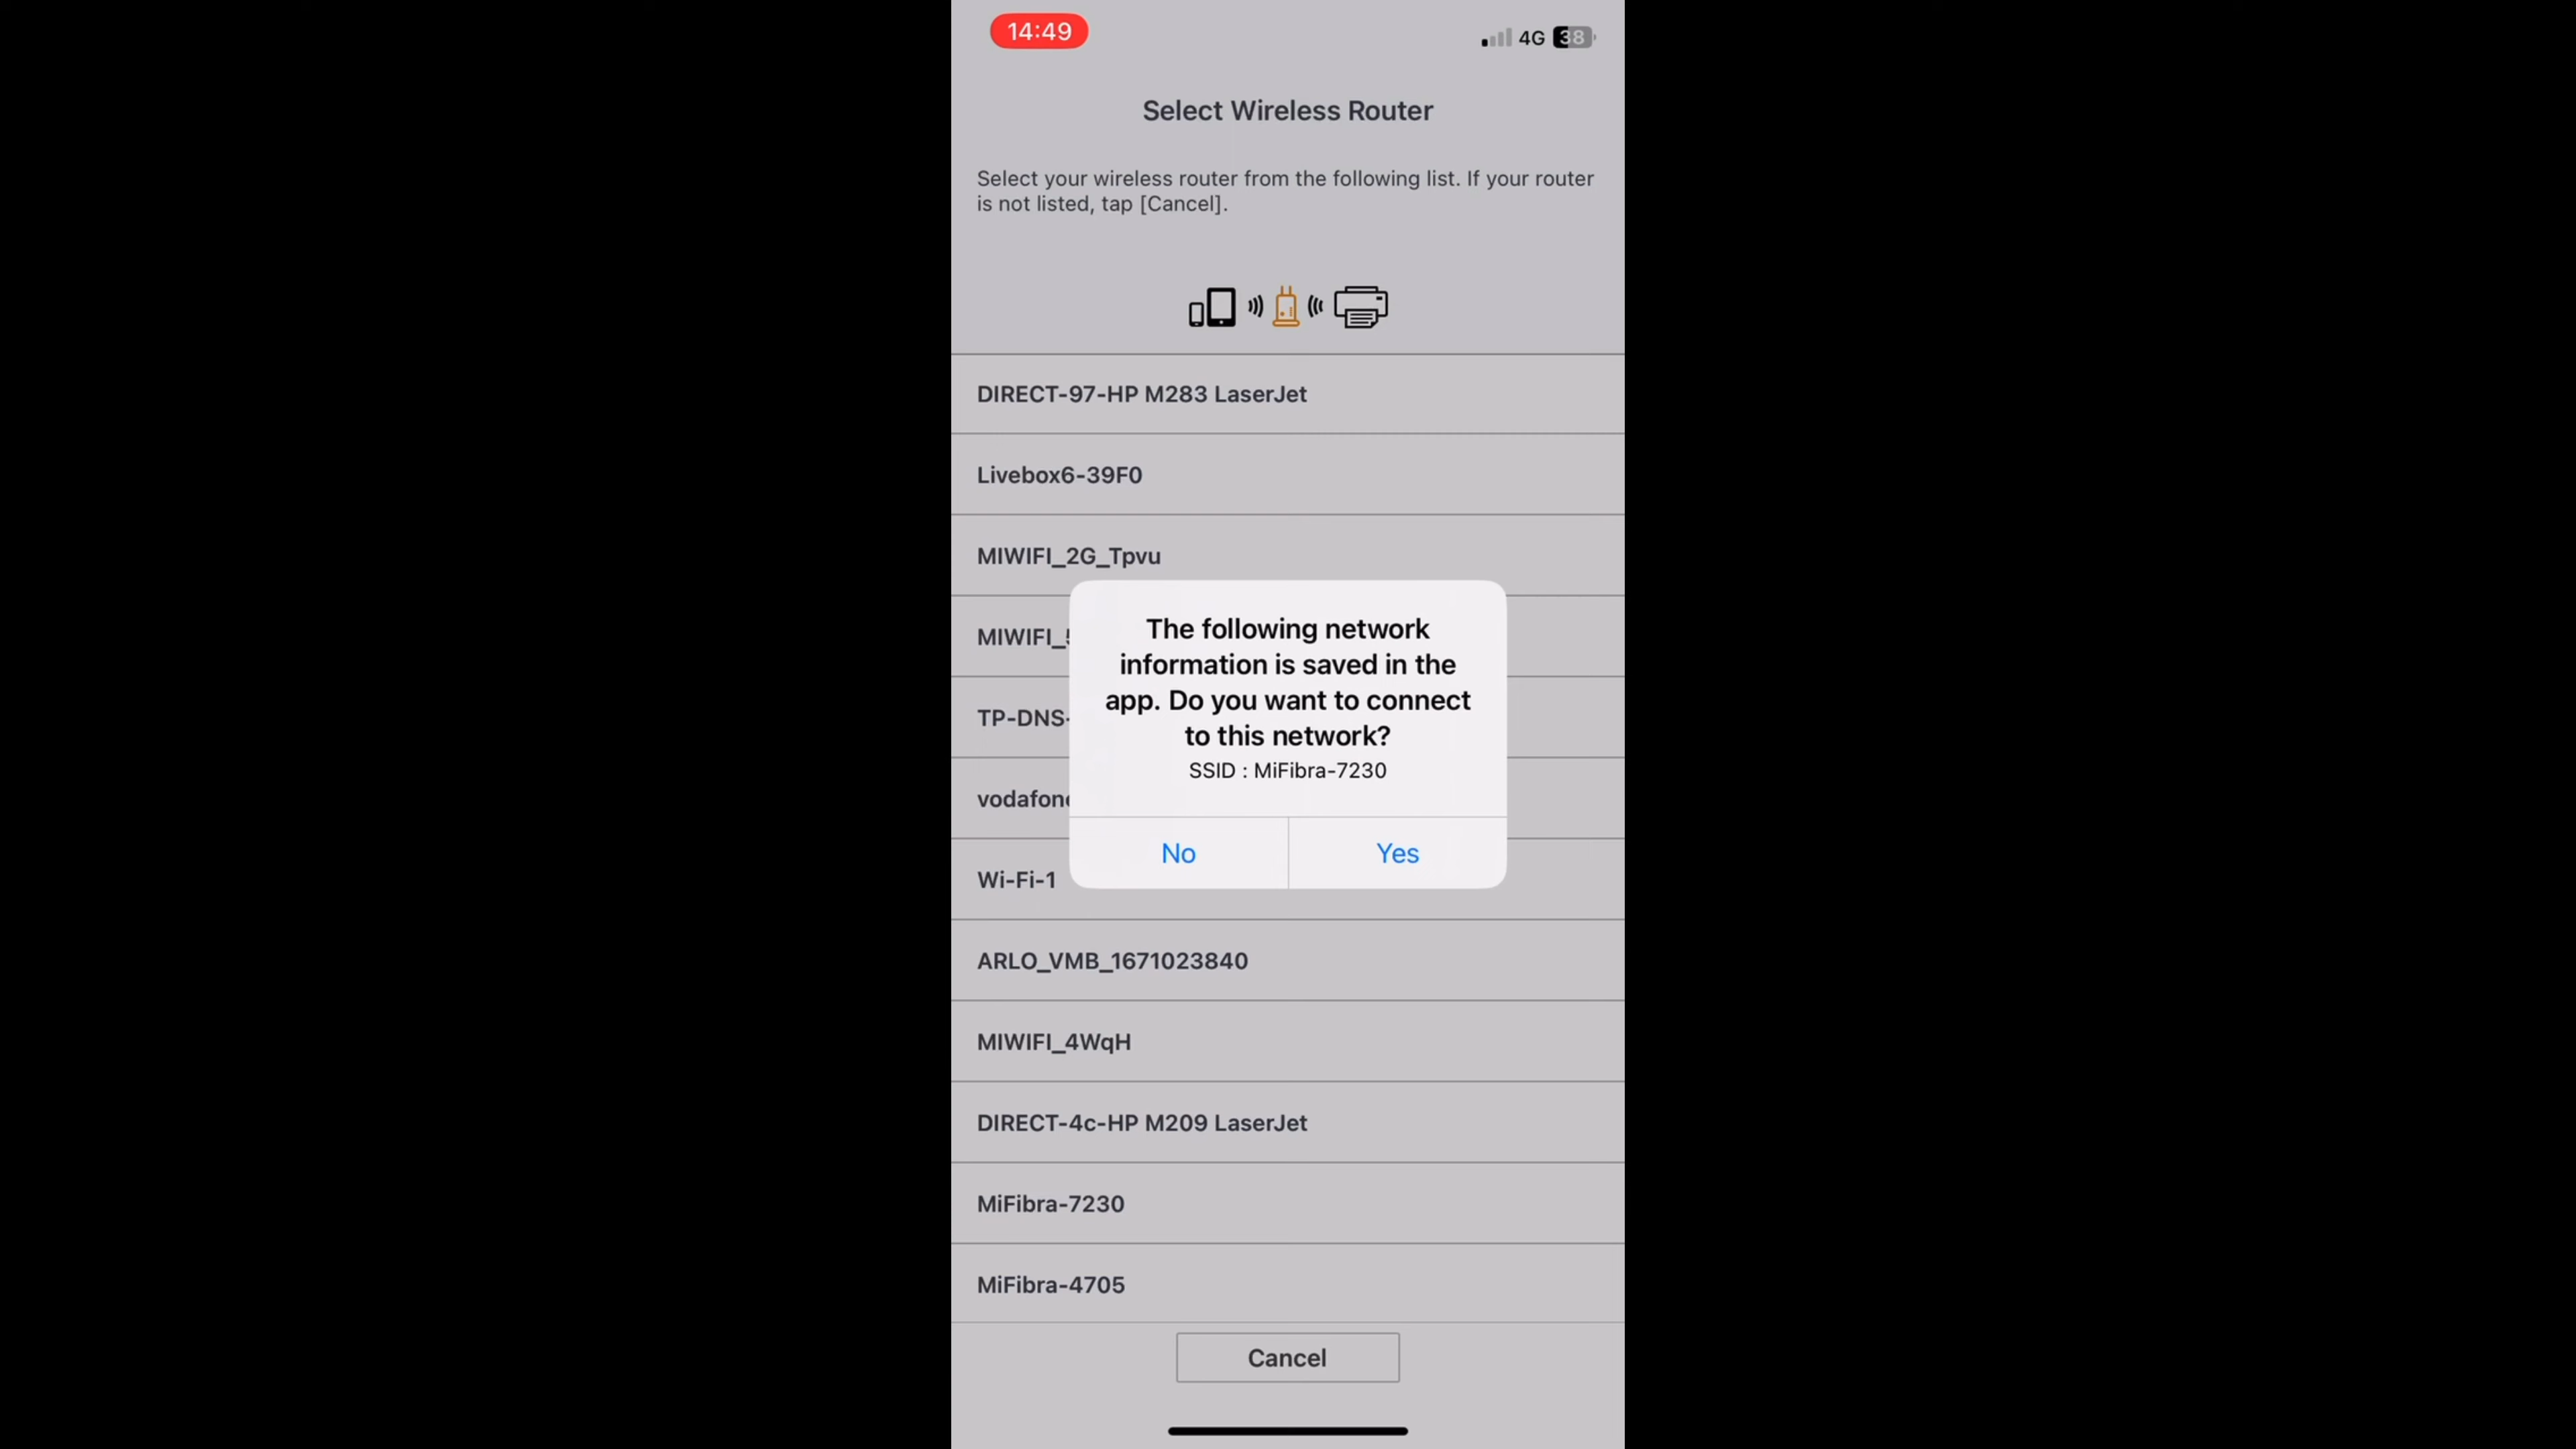 14:49
4G 38
Select Wireless Router
Select your wireless router from the following list. If your router
is not listed, tap [Cancel].
DIRECT-97-HP M283 LaserJet
Livebox6-39F0
MIWIFI_2G_Tpvu
MIWIFI_5
TP-DNS-
vodafone
Wi-Fi-1
The following network
information is saved in the
app. Do you want to connect
to this network?
SSID : MiFibra-7230
No Yes
ARLO_VMB_1671023840
MIWIFI_4WqH
DIRECT-4c-HP M209 LaserJet
MiFibra-7230
MiFibra-4705
Cancel